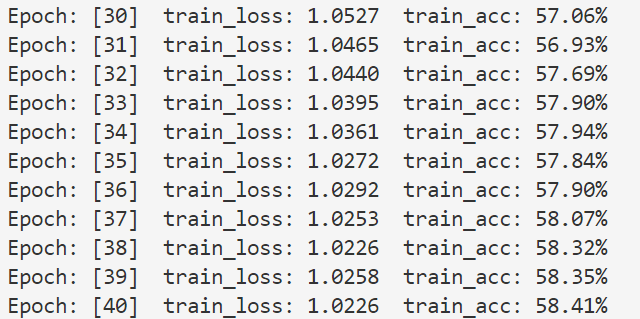 Epoch: [30]  train_loss: 1.0527  train_acc: 57.06%
Epoch: [31]  train_loss: 1.0465  train_acc: 56.93%
Epoch: [32]  train_loss: 1.0440  train_acc: 57.69%
Epoch: [33]  train_loss: 1.0395  train_acc: 57.90%
Epoch: [34]  train_loss: 1.0361  train_acc: 57.94%
Epoch: [35]  train_loss: 1.0272  train_acc: 57.84%
Epoch: [36]  train_loss: 1.0292  train_acc: 57.90%
Epoch: [37]  train_loss: 1.0253  train_acc: 58.07%
Epoch: [38]  train_loss: 1.0226  train_acc: 58.32%
Epoch: [39]  train_loss: 1.0258  train_acc: 58.35%
Epoch: [40]  train_loss: 1.0226  train_acc: 58.41%